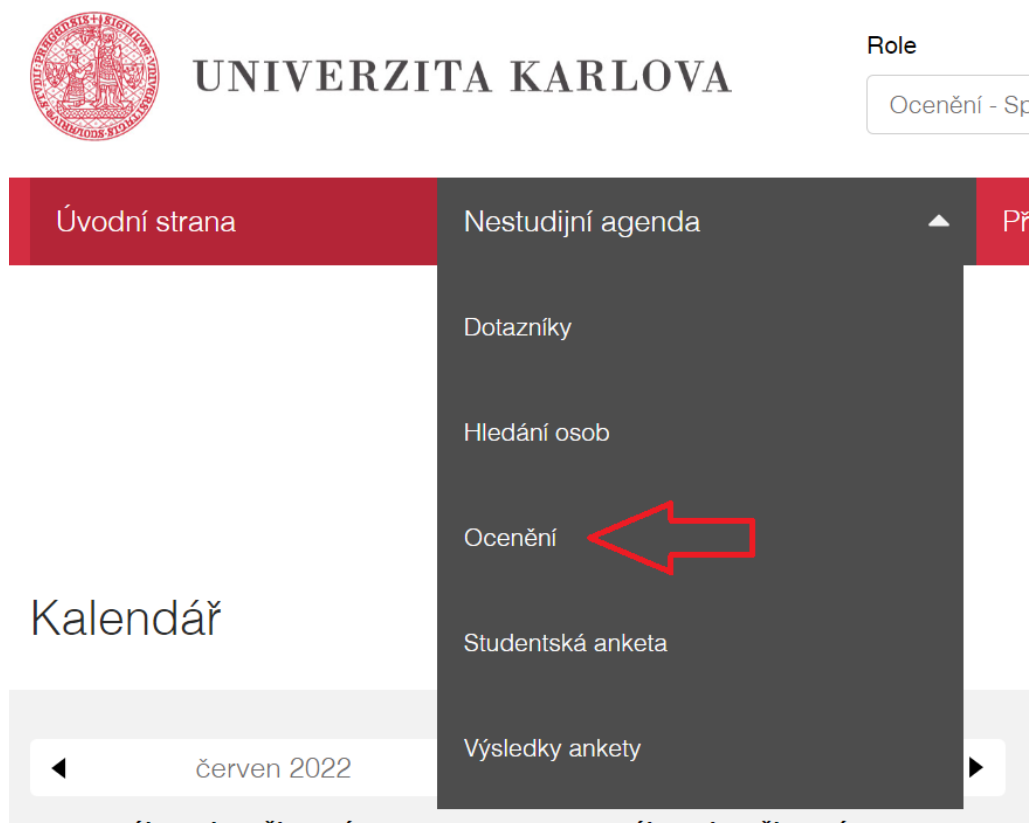 UNIVERZITA KARLOVA
Role
Ocenění - Sp
Úvodní strana
Nestudijní agenda
Př
Dotazníky
Hledání osob
Ocenění
Studentská anketa
Výsledky ankety
Kalendář
červen 2022